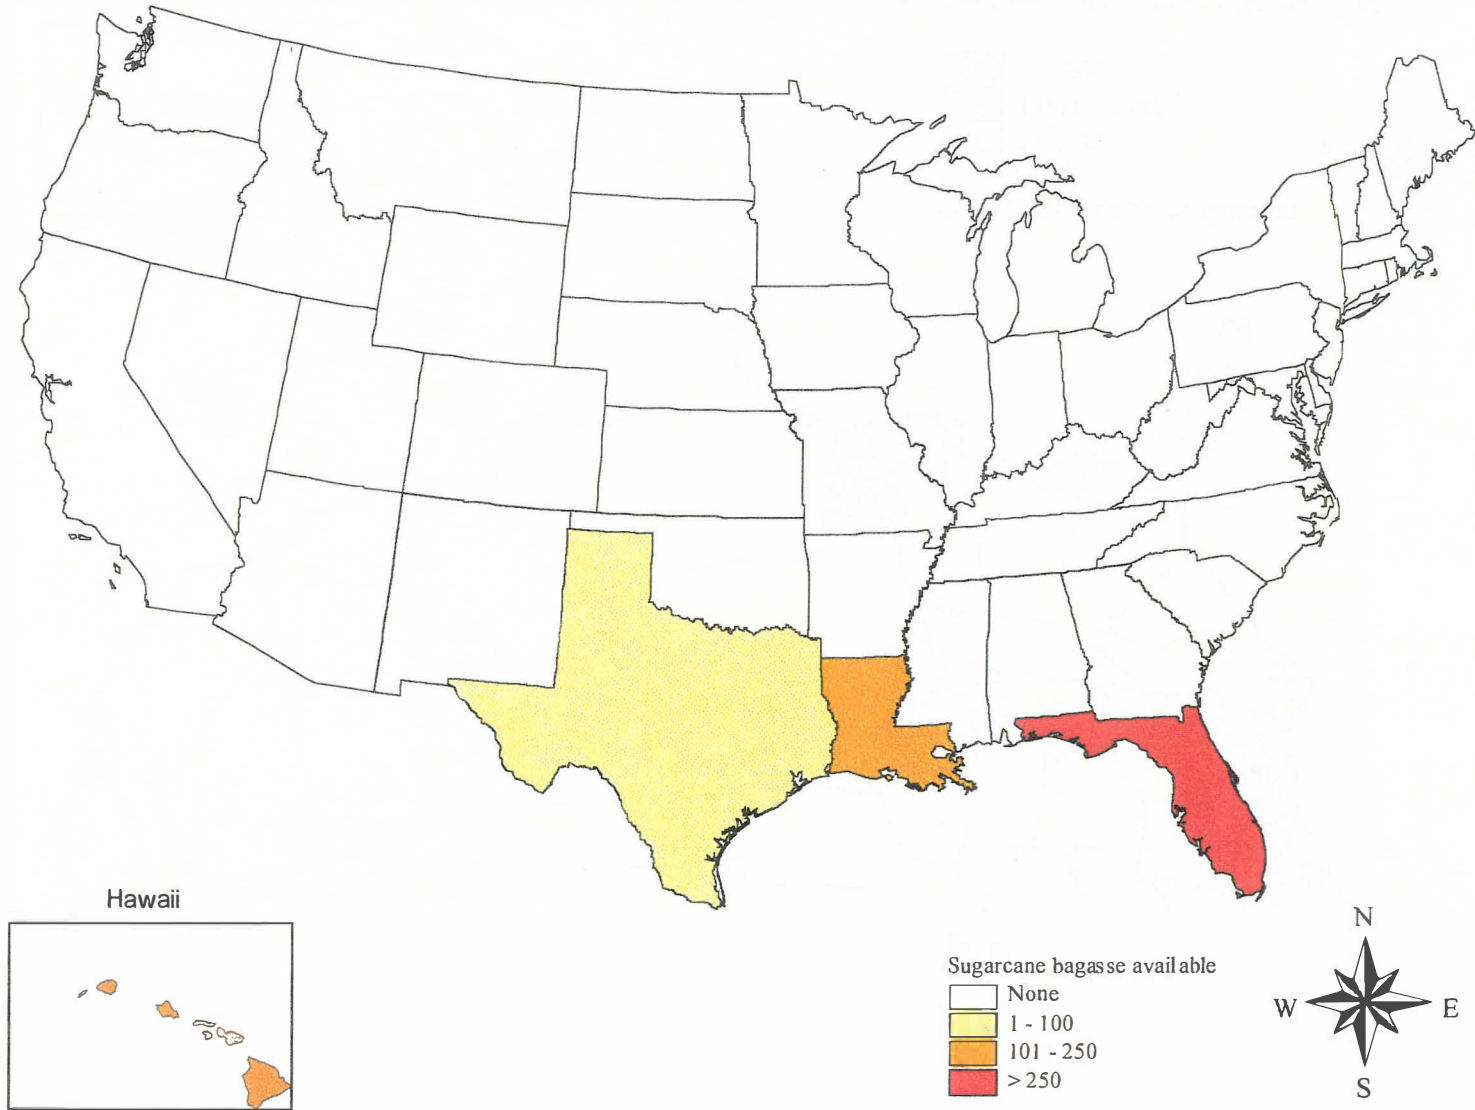 Hawaii
Sugarcane bagasse available
None
1 - 100
101 - 250
> 250
N
W E
S